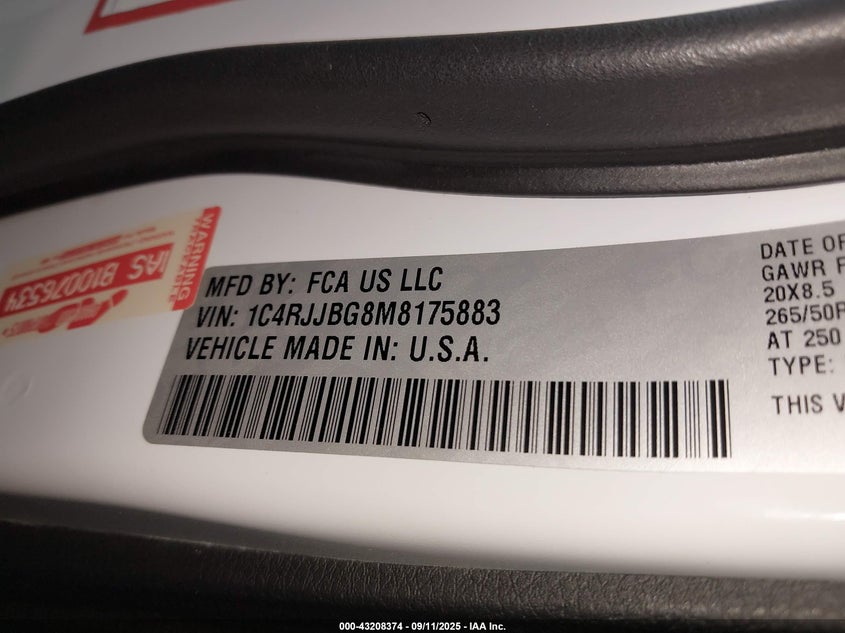 WARNING
iAS B10076534
MFD BY: FCA US LLC
VIN: 1C4RJJBG8M8175883
VEHICLE MADE IN: U.S.A.
DATE OF
GAWR F
20X8.5
265/50R
AT 250
TYPE:
THIS V
000-43208374 - 09/11/2025 - IAA Inc.